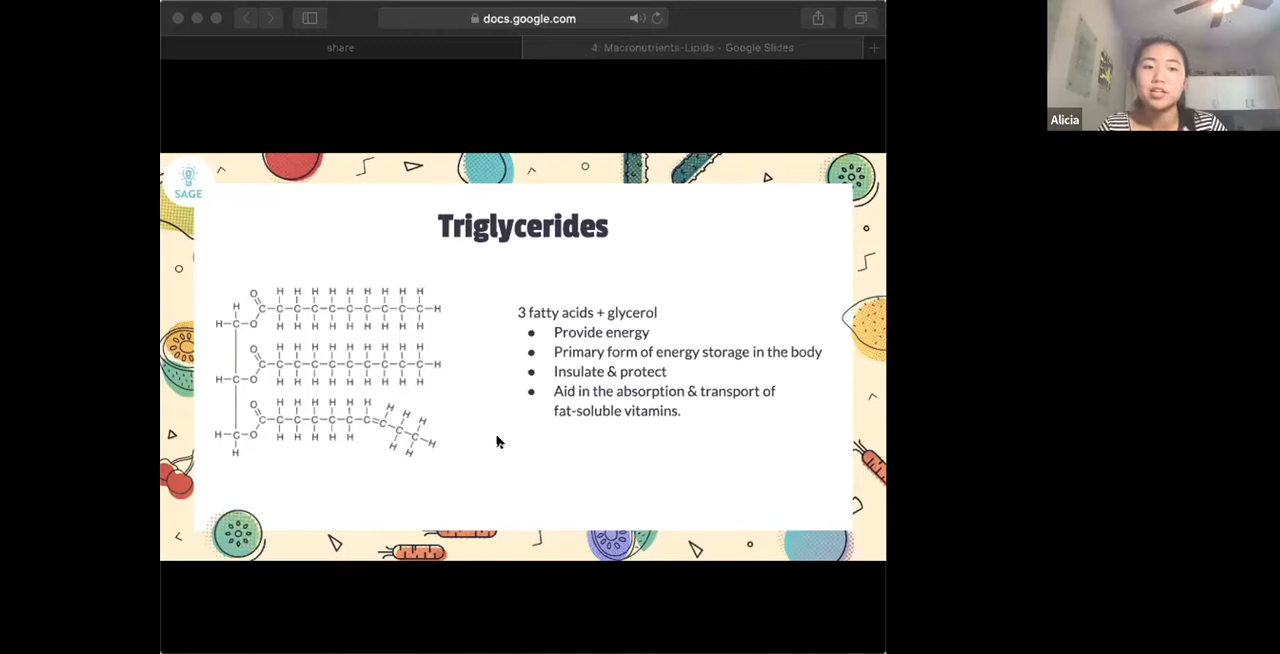 docs.google.com
share
4: Macronutrients-Lipids - Google Slides
Alicia
SAGE
Triglycerides
3 fatty acids + glycerol
● Provide energy
● Primary form of energy storage in the body
● Insulate & protect
● Aid in the absorption & transport of
fat-soluble vitamins.